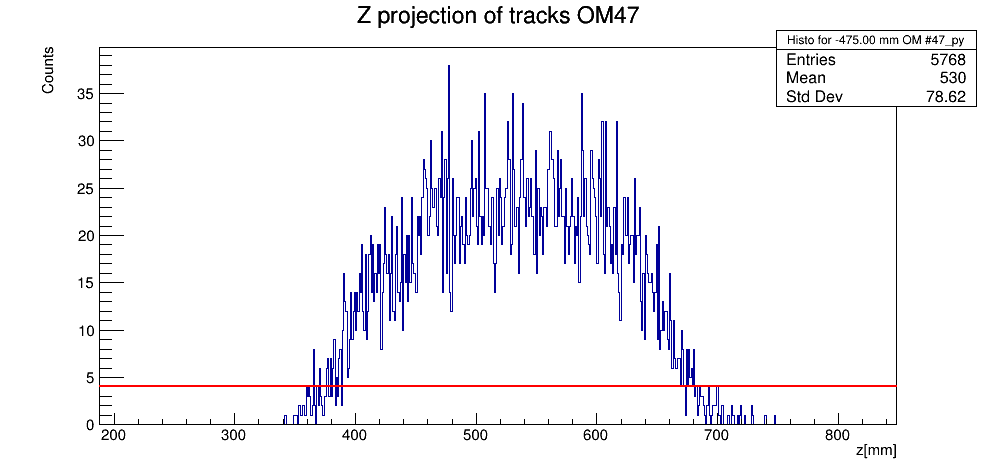 Z projection of tracks OM47
Histo for -475.00 mm OM #47_py
Entries 5768
Mean 530
Std Dev 78.62
Counts
35
30
25
20
15
10
5
0
200 300 400 500 600 700 800
z[mm]